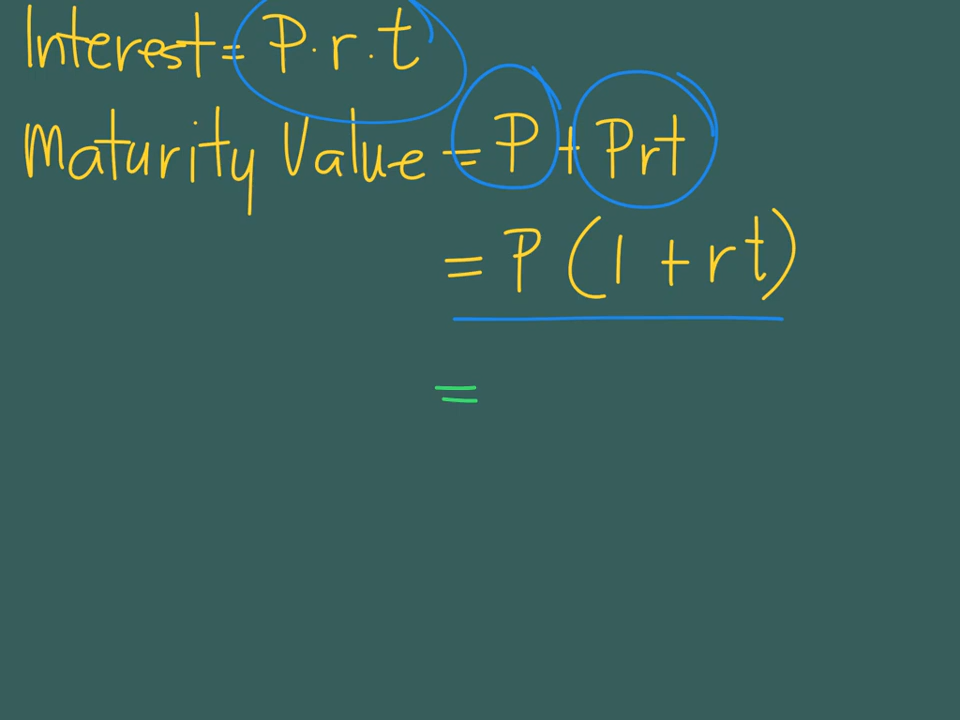 Interest = P · r · t
Maturity Value = P + Prt
= P (1 + rt)
=